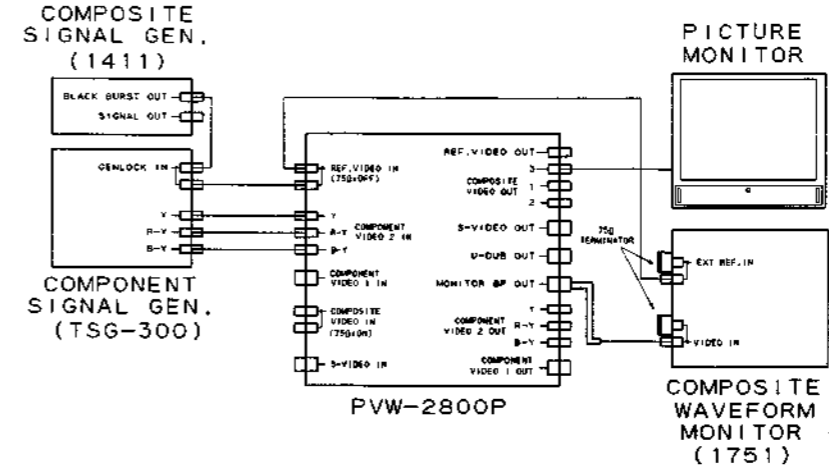 COMPOSITE
SIGNAL GEN.
(1411)
BLACK BURST OUT
SIGNAL OUT
GENLOCK IN
Y
R-Y
B-Y
COMPONENT
SIGNAL GEN.
(TSG-300)
REF.VIDEO IN
(75Ω:OFF)
Y
R-Y
B-Y
COMPONENT
VIDEO 2 IN
COMPONENT
VIDEO 1 IN
COMPOSITE
VIDEO IN
(75Ω:ON)
S-VIDEO IN
REF.VIDEO OUT
3
COMPOSITE
VIDEO OUT
1
2
S-VIDEO OUT
U-DUB OUT
MONITOR BP OUT
COMPONENT
VIDEO 2 OUT
Y
R-Y
B-Y
COMPONENT
VIDEO 1 OUT
PVW-2800P
PICTURE
MONITOR
75Ω
TERMINATOR
EXT REF.IN
VIDEO IN
COMPOSITE
WAVEFORM
MONITOR
(1751)